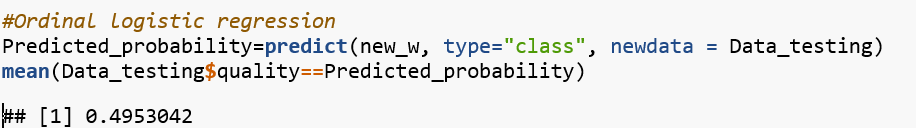 #Ordinal logistic regression
Predicted_probability=predict(new_w, type="class", newdata = Data_testing)
mean(Data_testing$quality==Predicted_probability)
## [1] 0.4953042